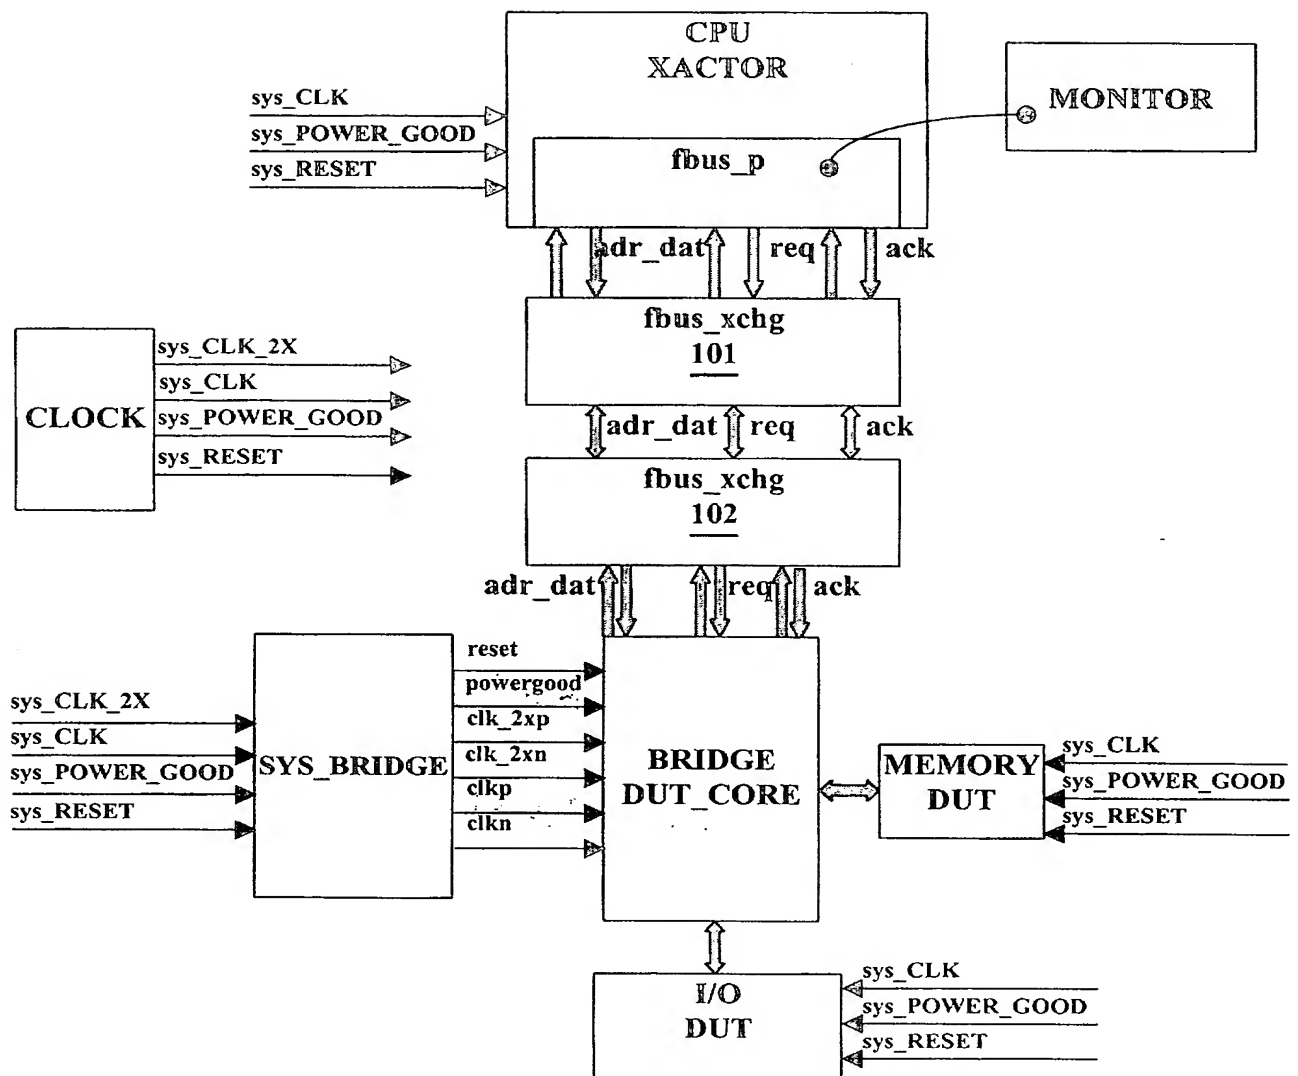 CPU
XACTOR
MONITOR
sys_CLK
sys_POWER_GOOD
sys_RESET
fbus_p
adr_dat
req
ack
fbus_xchg
101
CLOCK
sys_CLK_2X
sys_CLK
sys_POWER_GOOD
sys_RESET
adr_dat
req
ack
fbus_xchg
102
adr_dat
req
ack
SYS_BRIDGE
sys_CLK_2X
sys_CLK
sys_POWER_GOOD
sys_RESET
reset
powergood
clk_2xp
clk_2xn
clkp
clkn
BRIDGE
DUT_CORE
MEMORY
DUT
sys_CLK
sys_POWER_GOOD
sys_RESET
I/O
DUT
sys_CLK
sys_POWER_GOOD
sys_RESET